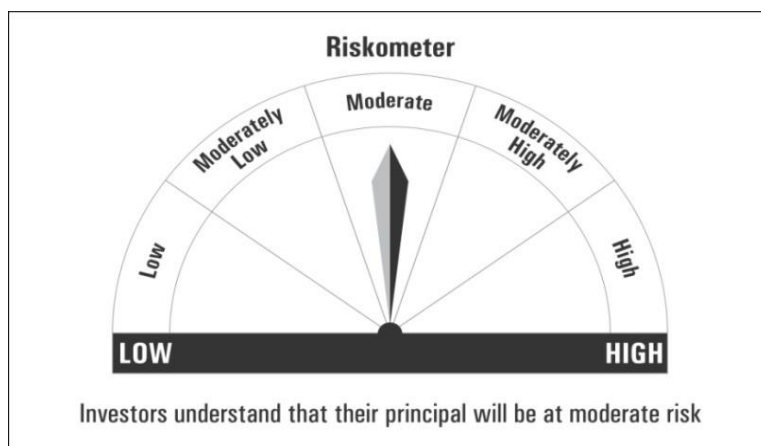 Riskometer
Moderate
Moderately
Low
Moderately
High
Low
High
LOW
HIGH
Investors understand that their principal will be at moderate risk